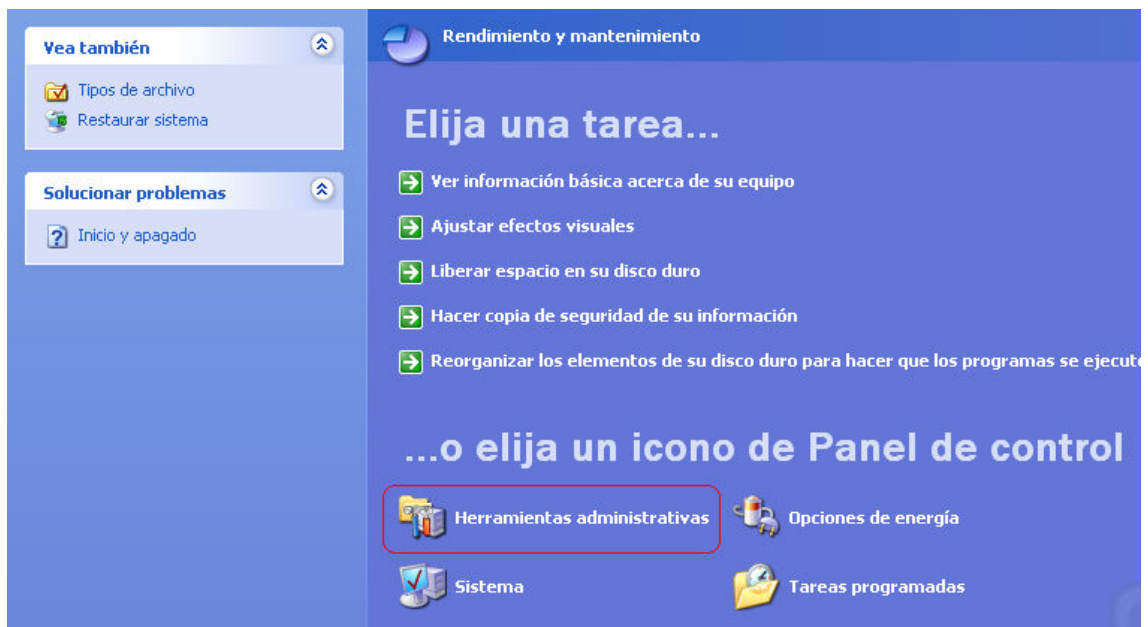 Vea también
Tipos de archivo
Restaurar sistema
Solucionar problemas
Inicio y apagado
Rendimiento y mantenimiento
Elija una tarea...
Ver información básica acerca de su equipo
Ajustar efectos visuales
Liberar espacio en su disco duro
Hacer copia de seguridad de su información
Reorganizar los elementos de su disco duro para hacer que los programas se
...o elija un icono de Panel de control
Herramientas administrativas
Opciones de energía
Sistema
Tareas programadas